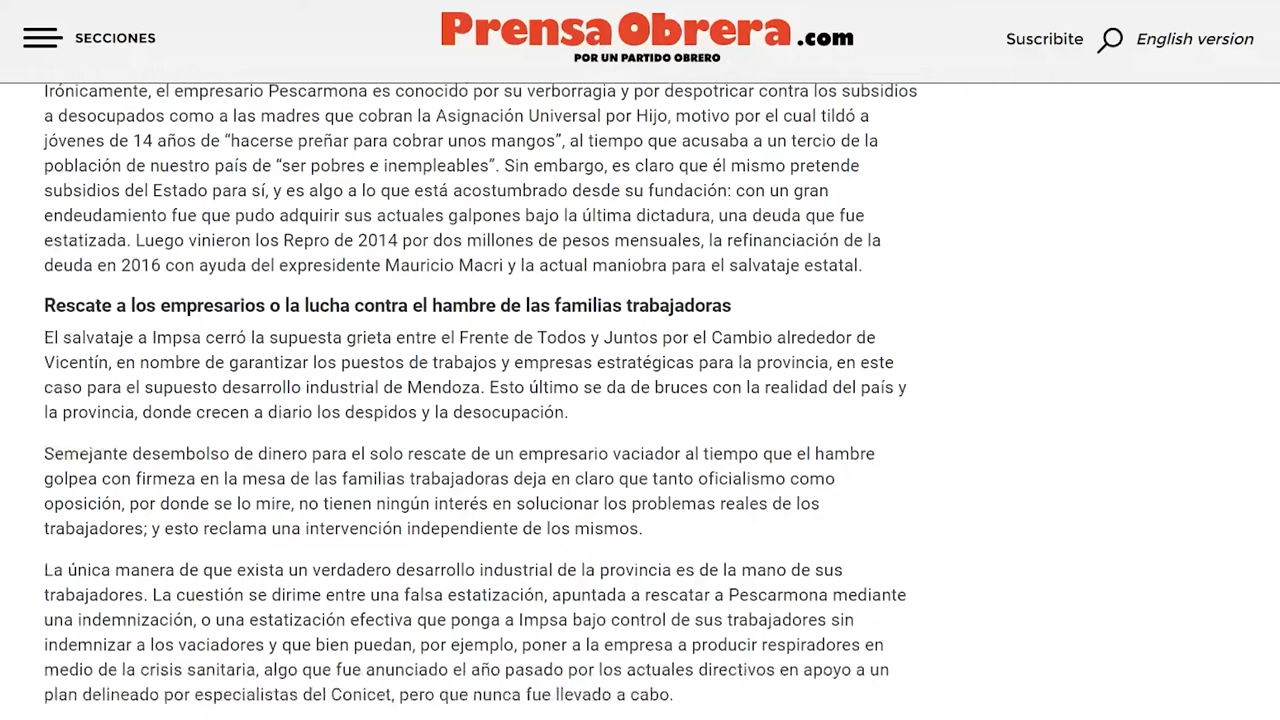 SECCIONES
Prensa Obrera.com
POR UN PARTIDO OBRERO
Suscribite
English version
Irónicamente, el empresario Pescarmona es conocido por su verborragia y por despotricar contra los subsidios
a desocupados como a las madres que cobran la Asignación Universal por Hijo, motivo por el cual tildó a
jóvenes de 14 años de “hacerse preñar para cobrar unos mangos”, al tiempo que acusaba a un tercio de la
población de nuestro país de “ser pobres e inempleables”. Sin embargo, es claro que él mismo pretende
subsidios del Estado para sí, y es algo a lo que está acostumbrado desde su fundación: con un gran
endeudamiento fue que pudo adquirir sus actuales galpones bajo la última dictadura, una deuda que fue
estatizada. Luego vinieron los Repro de 2014 por dos millones de pesos mensuales, la refinanciación de la
deuda en 2016 con ayuda del expresidente Mauricio Macri y la actual maniobra para el salvataje estatal.
Rescate a los empresarios o la lucha contra el hambre de las familias trabajadoras
El salvataje a Impsa cerró la supuesta grieta entre el Frente de Todos y Juntos por el Cambio alrededor de
Vicentín, en nombre de garantizar los puestos de trabajos y empresas estratégicas para la provincia, en este
caso para el supuesto desarrollo industrial de Mendoza. Esto último se da de bruces con la realidad del país y
la provincia, donde crecen a diario los despidos y la desocupación.
Semejante desembolso de dinero para el solo rescate de un empresario vaciador al tiempo que el hambre
golpea con firmeza en la mesa de las familias trabajadoras deja en claro que tanto oficialismo como
oposición, por donde se lo mire, no tienen ningún interés en solucionar los problemas reales de los
trabajadores; y esto reclama una intervención independiente de los mismos.
La única manera de que exista un verdadero desarrollo industrial de la provincia es de la mano de sus
trabajadores. La cuestión se dirime entre una falsa estatización, apuntada a rescatar a Pescarmona mediante
una indemnización, o una estatización efectiva que ponga a Impsa bajo control de sus trabajadores sin
indemnizar a los vaciadores y que bien puedan, por ejemplo, poner a la empresa a producir respiradores en
medio de la crisis sanitaria, algo que fue anunciado el año pasado por los actuales directivos en apoyo a un
plan delineado por especialistas del Conicet, pero que nunca fue llevado a cabo.